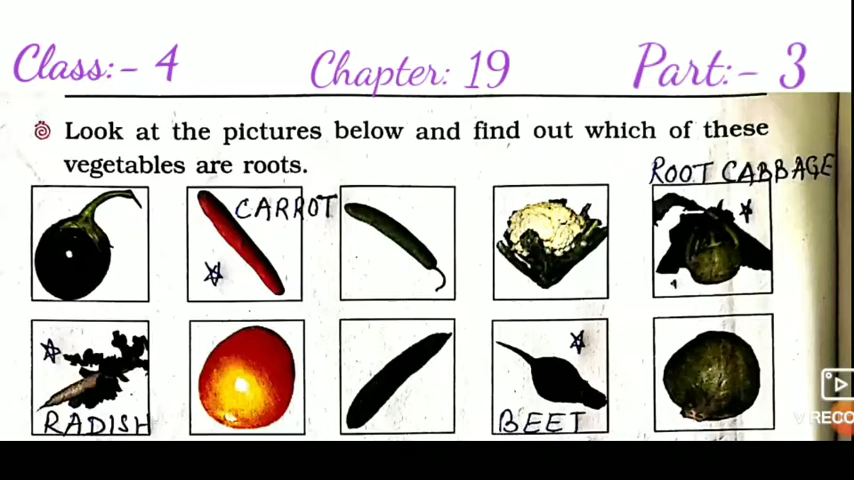 Class:- 4 Chapter: 19 Part:- 3
Look at the pictures below and find out which of these
vegetables are roots.
ROOT CABBAGE
CARROT
RADISH
BEET
RECO